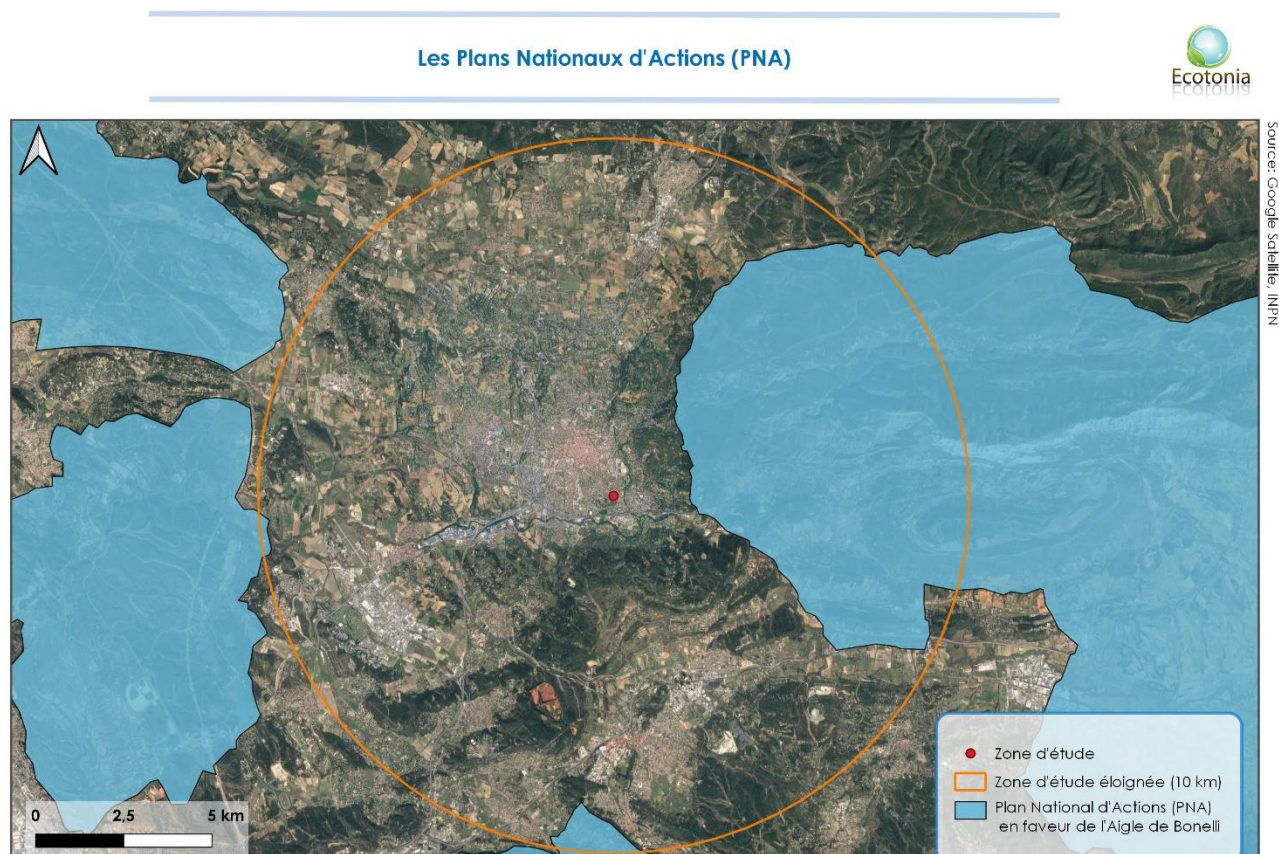 Les Plans Nationaux d'Actions (PNA)
Ecotonia
Source: Google Satellite, INPN
Zone d'étude
Zone d'étude éloignée (10 km)
Plan National d'Actions (PNA)
en faveur de l'Aigle de Bonelli
0 2,5 5 km